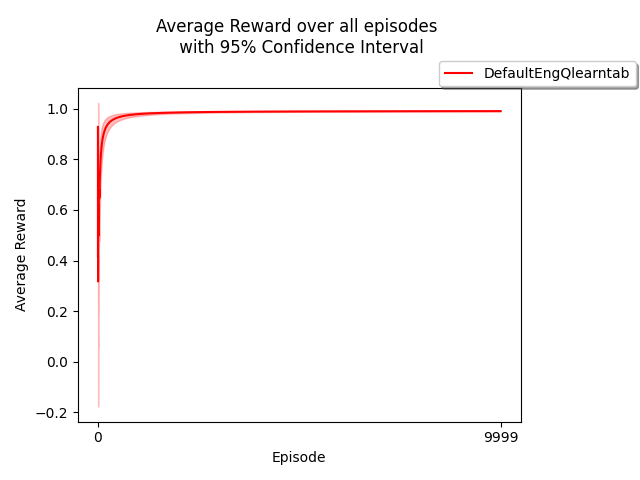 Average Reward over all episodes
with 95% Confidence Interval
DefaultEngQlearntab
1.0
0.8
0.6
0.4
0.2
0.0
−0.2
Average Reward
0
9999
Episode